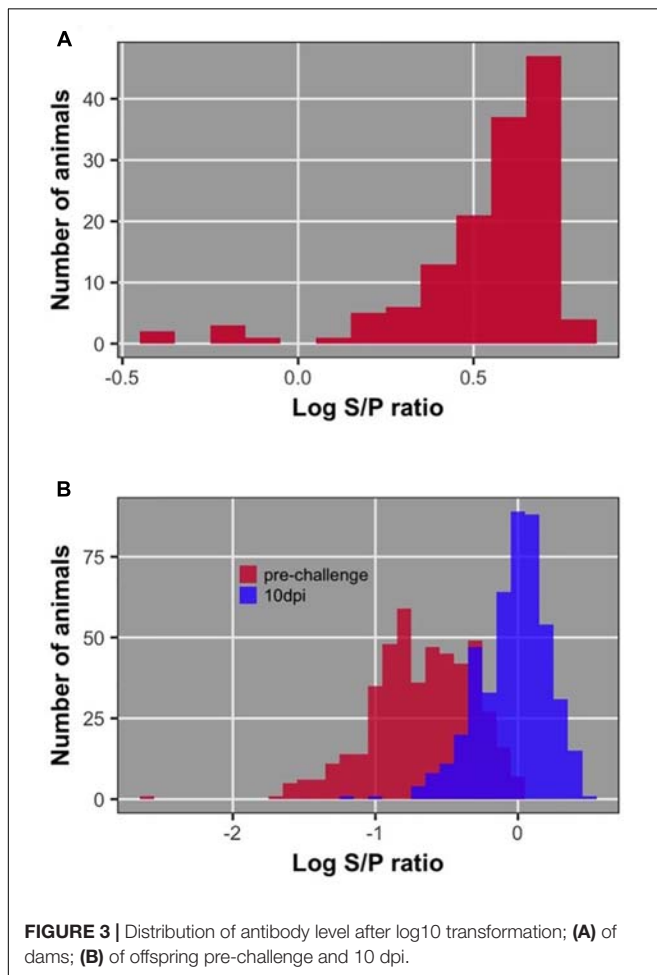 A
Number of animals
40
30
20
10
0
-0.5 0.0 0.5
Log S/P ratio
B
Number of animals
75
50
25
0
pre-challenge
10dpi
-2 -1 0
Log S/P ratio
FIGURE 3 | Distribution of antibody level after log10 transformation; (A) of
dams; (B) of offspring pre-challenge and 10 dpi.